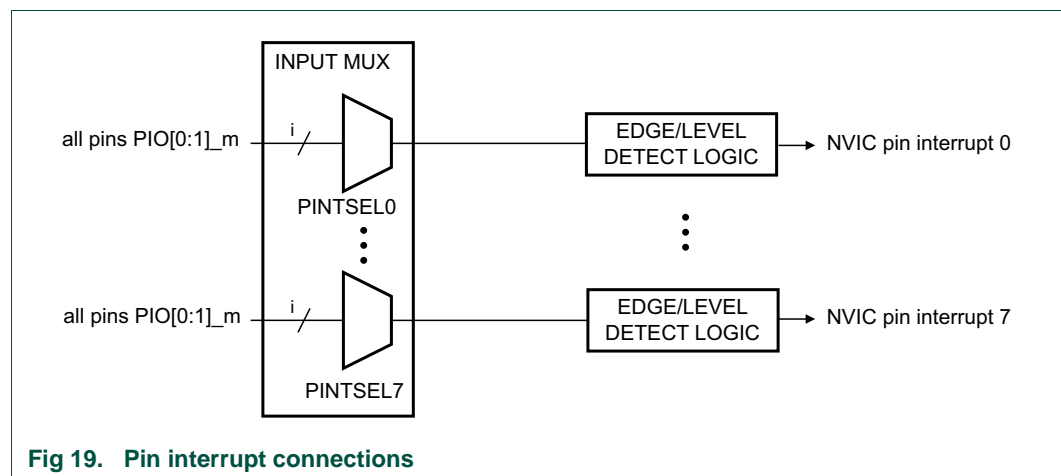 INPUT MUX
all pins PIO[0:1]_m
i
PINTSEL0
EDGE/LEVEL
DETECT LOGIC
NVIC pin interrupt 0
all pins PIO[0:1]_m
i
PINTSEL7
EDGE/LEVEL
DETECT LOGIC
NVIC pin interrupt 7
Fig 19. Pin interrupt connections